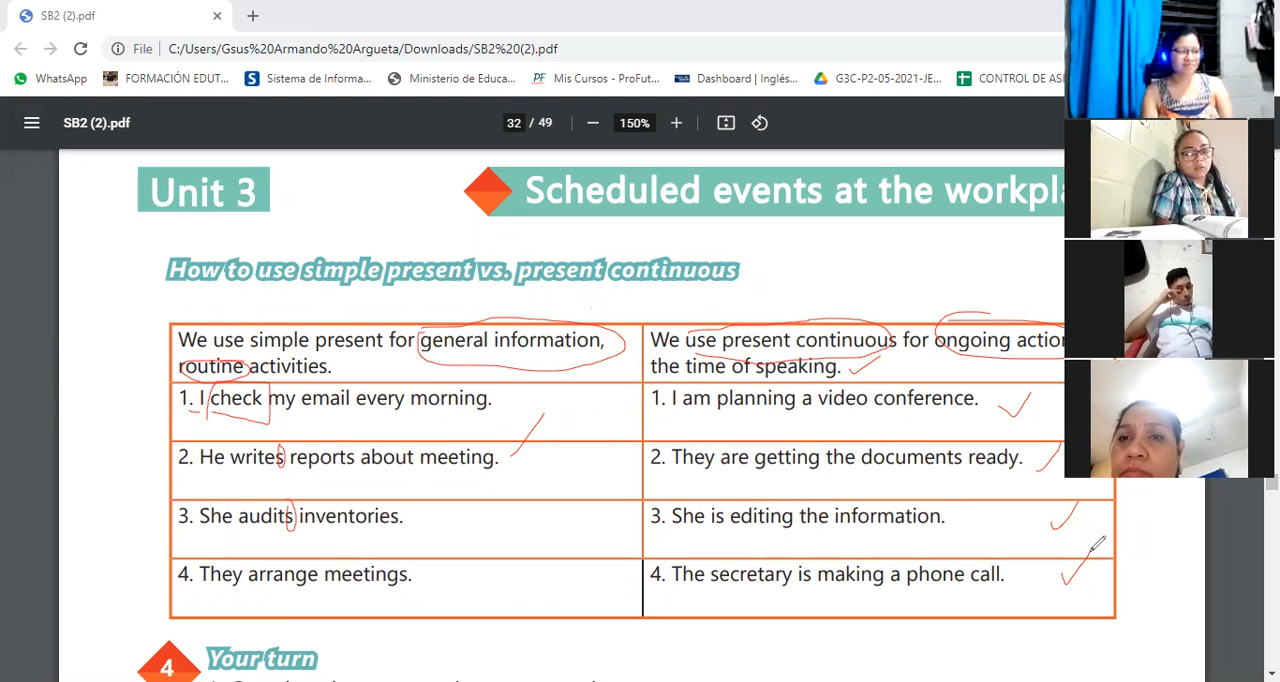 SB2 (2).pdf
File C:/Users/Gsus%20Armando%20Argueta/Downloads/SB2%20(2).pdf
WhatsApp FORMACIÓN EDUT... Sistema de Informa... Ministerio de Educa... Mis Cursos - ProFut... Dashboard | Inglés... G3C-P2-05-2021-JE... CONTROL DE ASI
SB2 (2).pdf 32 / 49 150%
Unit 3 Scheduled events at the workpla
How to use simple present vs. present continuous
We use simple present for general information,
routine activities.
We use present continuous for ongoing action
the time of speaking.
1. I check my email every morning.
1. I am planning a video conference.
2. He writes reports about meeting.
2. They are getting the documents ready.
3. She audits inventories.
3. She is editing the information.
4. They arrange meetings.
4. The secretary is making a phone call.
4 Your turn